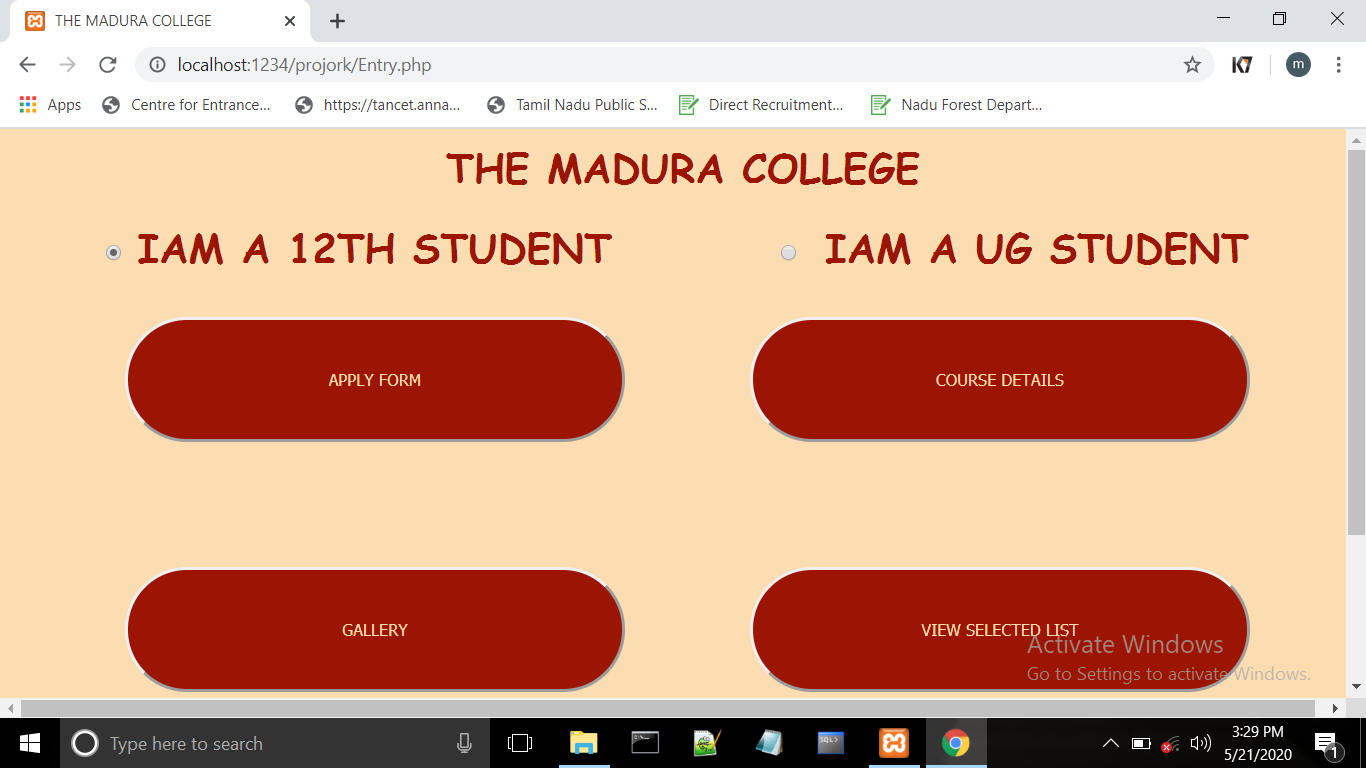 THE MADURA COLLEGE
localhost:1234/projork/Entry.php
K7
m
Apps
Centre for Entrance...
https://tancet.anna...
Tamil Nadu Public S...
Direct Recruitment...
Nadu Forest Depart...
THE MADURA COLLEGE
IAM A 12TH STUDENT
IAM A UG STUDENT
APPLY FORM
COURSE DETAILS
GALLERY
VIEW SELECTED LIST
Activate Windows
Go to Settings to activate Windows.
Type here to search
SQL>
3:29 PM
5/21/2020
1